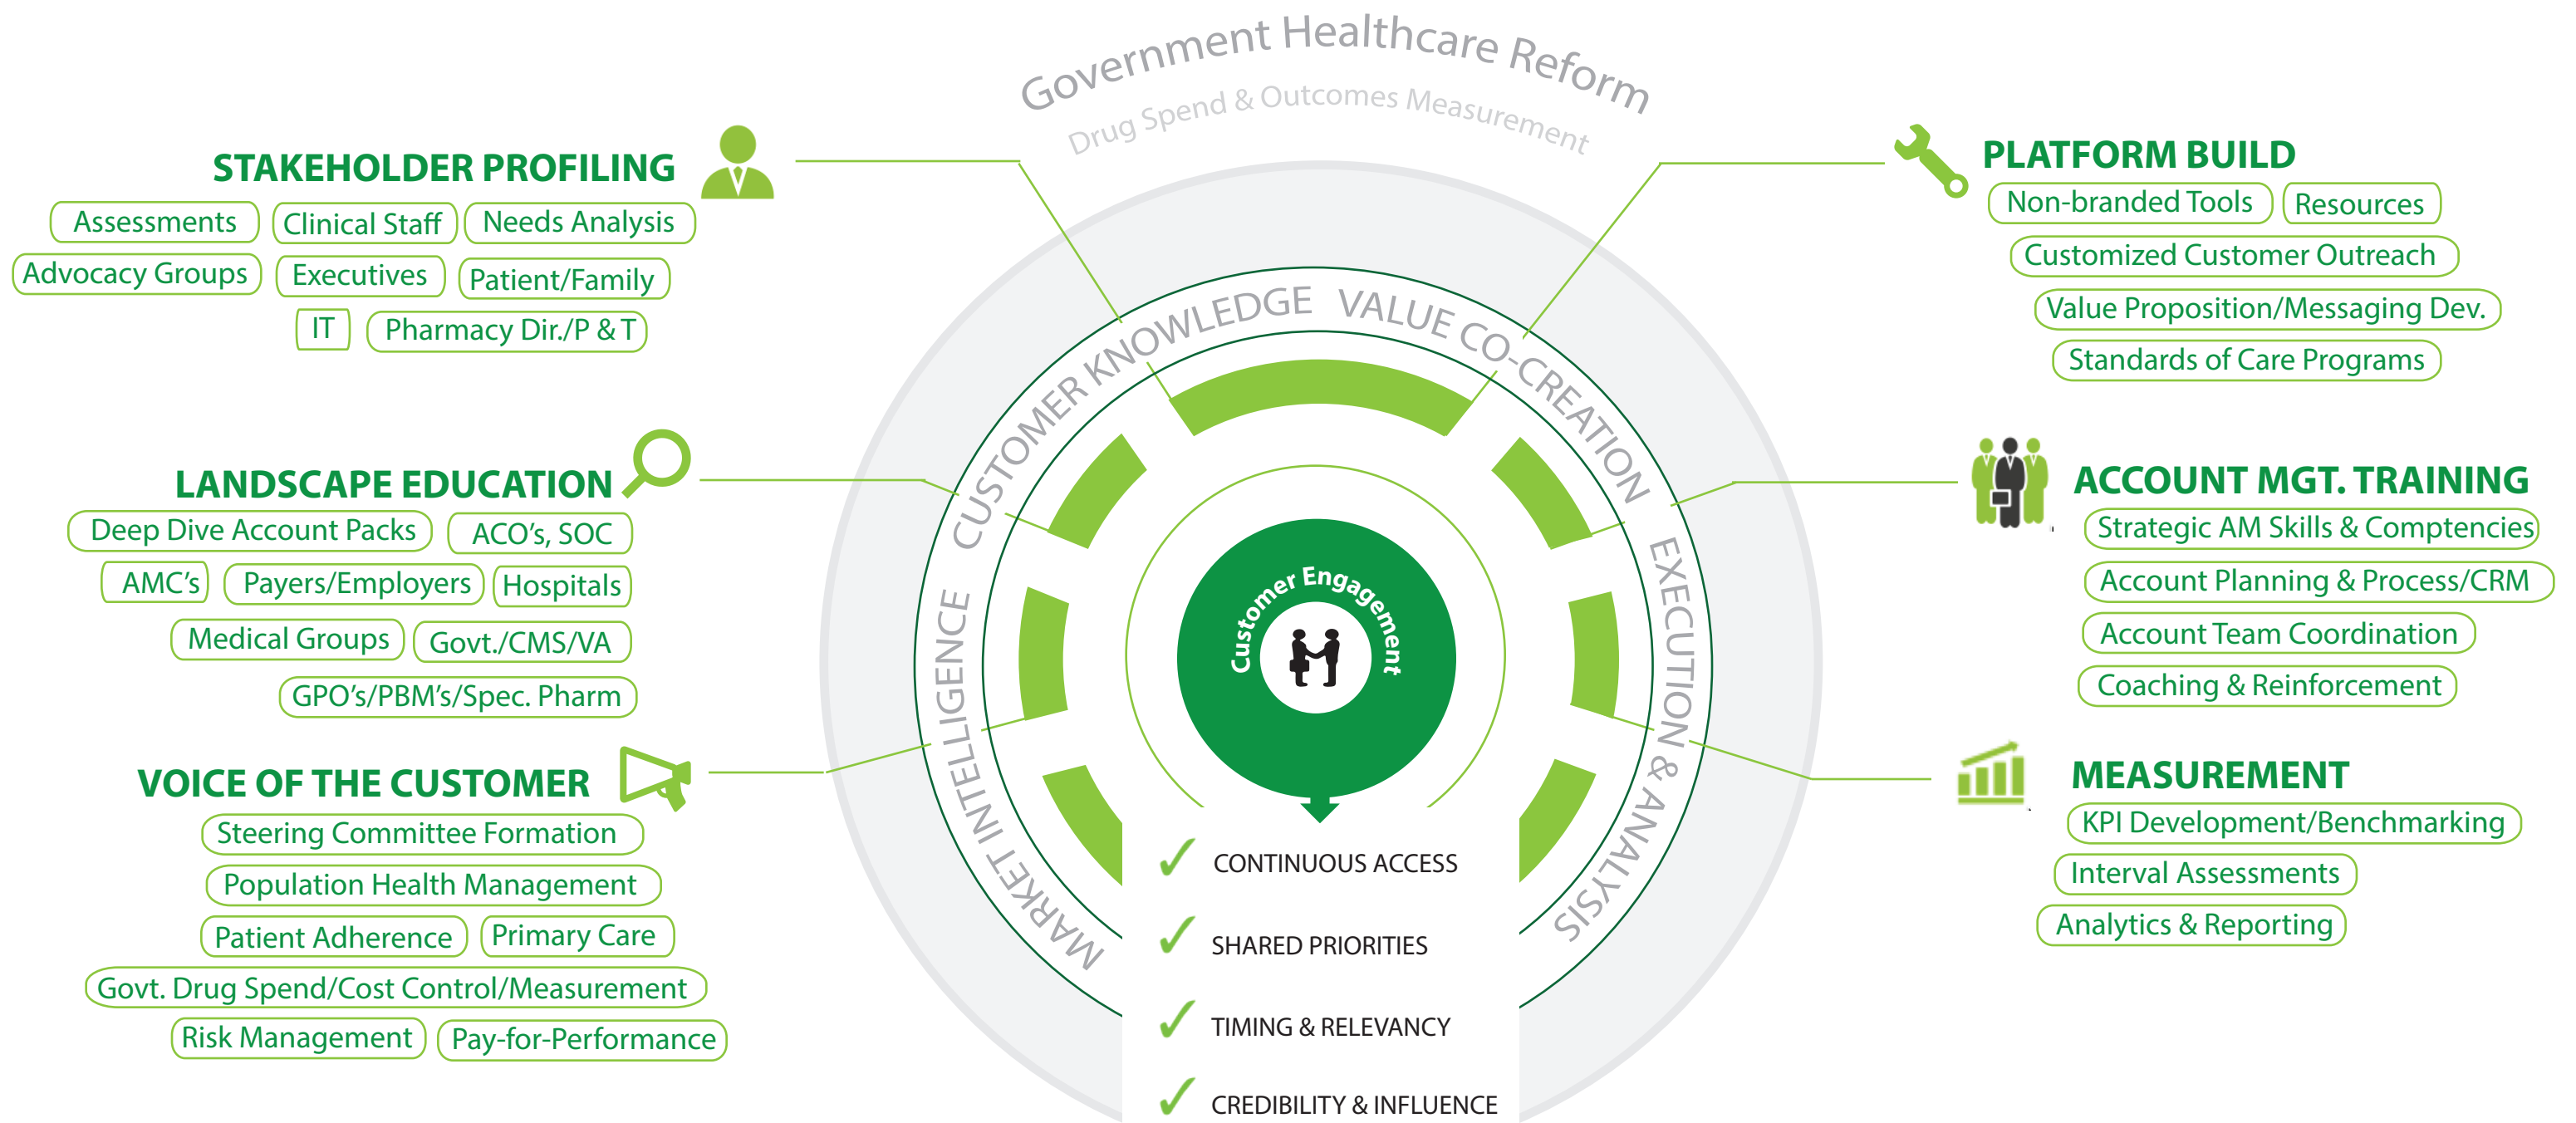 Government Healthcare Reform
Drug Spend & Outcomes Measurement
STAKEHOLDER PROFILING
Assessments
Clinical Staff
Needs Analysis
Advocacy Groups
Executives
Patient/Family
IT
Pharmacy Dir./P & T
LANDSCAPE EDUCATION
Deep Dive Account Packs
ACO's, SOC
AMC's
Payers/Employers
Hospitals
Medical Groups
Govt./CMS/VA
GPO's/PBM's/Spec. Pharm
VOICE OF THE CUSTOMER
Steering Committee Formation
Population Health Management
Patient Adherence
Primary Care
Govt. Drug Spend/Cost Control/Measurement
Risk Management
Pay-for-Performance
MARKET INTELLIGENCE
CUSTOMER KNOWLEDGE
VALUE CO-CREATION
EXECUTION & ANALYSIS
Customer Engagement
CONTINUOUS ACCESS
SHARED PRIORITIES
TIMING & RELEVANCY
CREDIBILITY & INFLUENCE
PLATFORM BUILD
Non-branded Tools
Resources
Customized Customer Outreach
Value Proposition/Messaging Dev.
Standards of Care Programs
ACCOUNT MGT. TRAINING
Strategic AM Skills & Comptencies
Account Planning & Process/CRM
Account Team Coordination
Coaching & Reinforcement
MEASUREMENT
KPI Development/Benchmarking
Interval Assessments
Analytics & Reporting